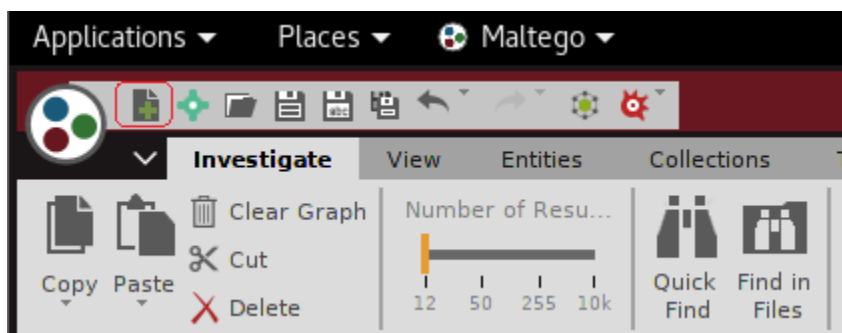 Applications Places Maltego
abc
Investigate View Entities Collections
Clear Graph Number of Resu...
Cut
Copy Paste Quick Find in
12 50 255 10k
Delete Find Files